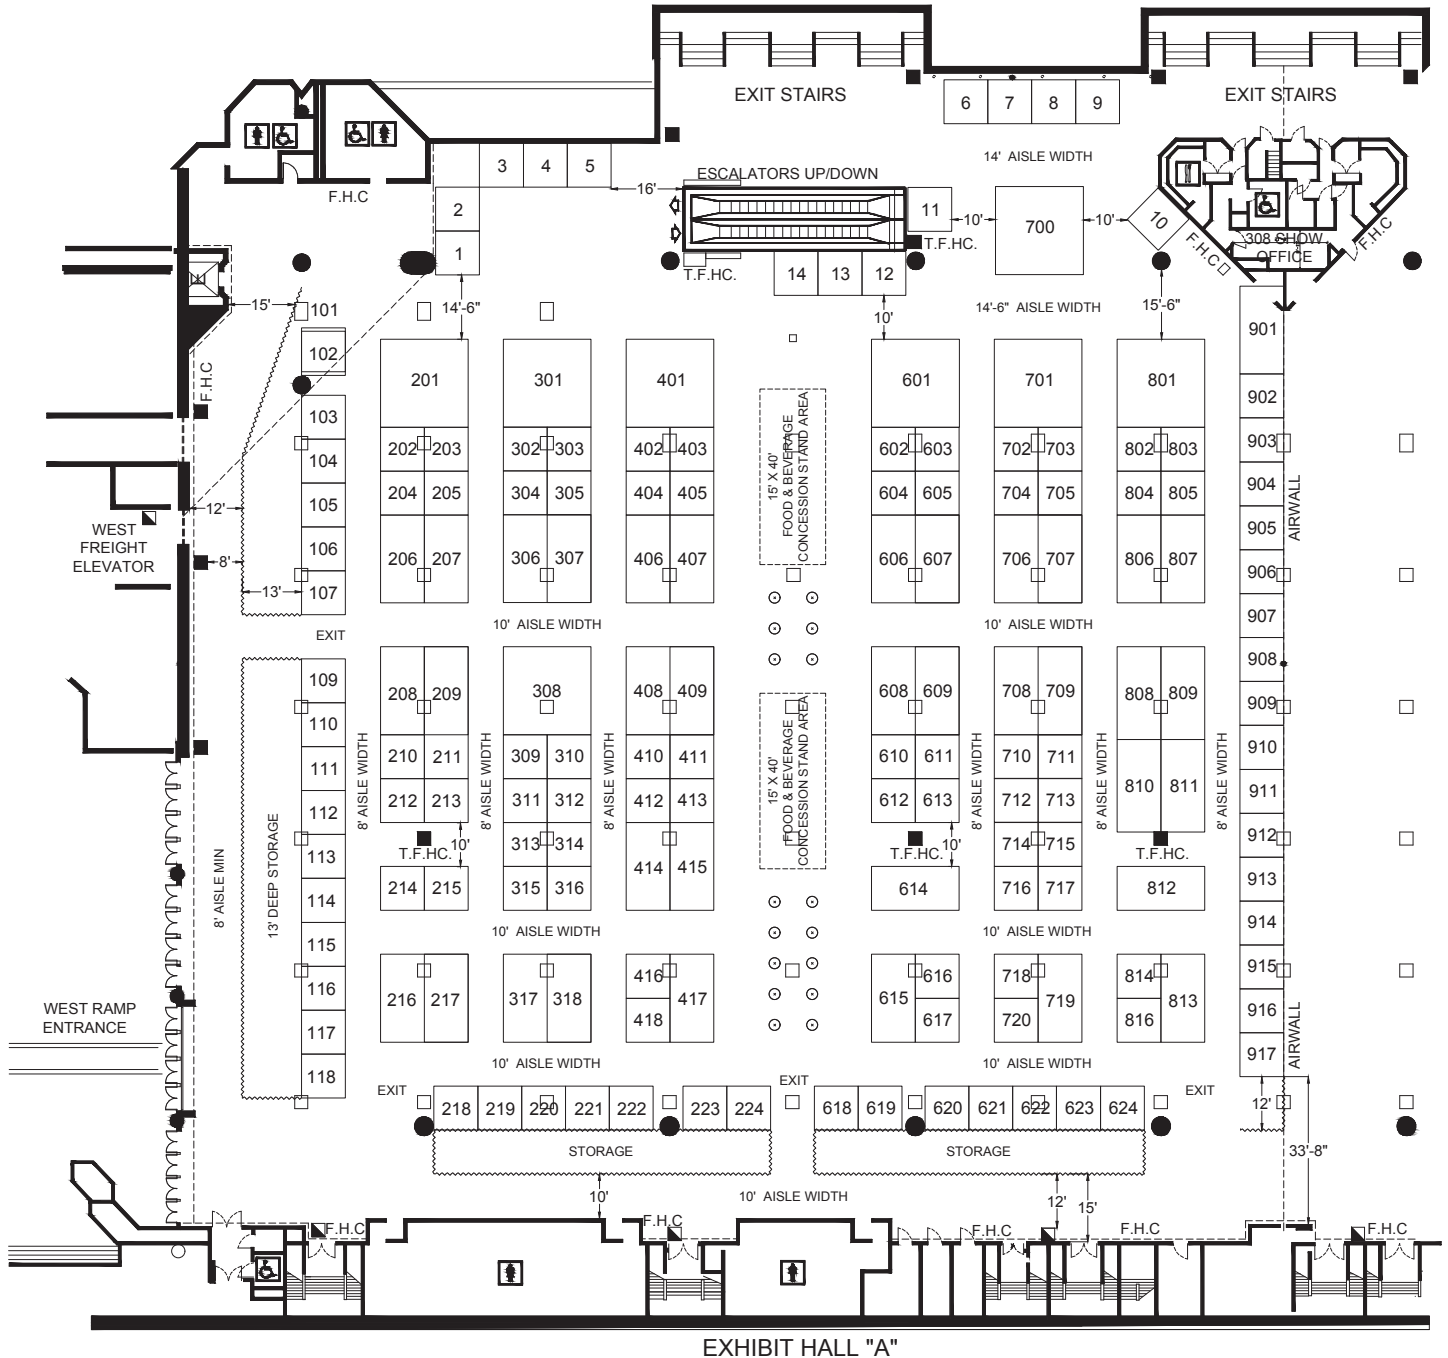 EXIT STAIRS
EXIT STAIRS
6 7 8 9
14' AISLE WIDTH
3 4 5
ESCALATORS UP/DOWN
16'
F.H.C
2
11
10'
700
10'
10
F.H.C
F.H.C
308 SHOW
OFFICE
1
T.F.HC.
T.F.HC.
14 13 12
15'
101
14'-6"
10'
14'-6" AISLE WIDTH
15'-6"
901
102
F.H.C
201 301 401 601 701 801
902
103
202 203 302 303 402 403 602 603 702 703 802 803
903
104
204 205 304 305 404 405 604 605 704 705 804 805
904
105
12'
15' X 40'
FOOD & BEVERAGE
CONCESSION STAND AREA
AIRWALL
905
WEST
FREIGHT
ELEVATOR
106
8'
206 207 306 307 406 407 606 607 706 707 806 807
906
107
13'
907
10' AISLE WIDTH
10' AISLE WIDTH
EXIT
908
109
208 209 308 408 409 608 609 708 709 808 809
909
110
910
210 211 309 310 410 411 610 611 710 711
111
8' AISLE WIDTH
8' AISLE WIDTH
8' AISLE WIDTH
15' X 40'
FOOD & BEVERAGE
CONCESSION STAND AREA
8' AISLE WIDTH
8' AISLE WIDTH
8' AISLE WIDTH
810 811
911
112
212 213 311 312 412 413 612 613 712 713
912
113
T.F.HC.
10'
313 314
T.F.HC.
10'
714 715
T.F.HC.
8' AISLE MIN
13' DEEP STORAGE
414 415
913
114
214 215 315 316 614 716 717 812
914
115
10' AISLE WIDTH
10' AISLE WIDTH
915
116
416 616 718 814
216 217 317 318 417 615 719 813
916
WEST RAMP
ENTRANCE
117
418 617 720 816
AIRWALL
917
118
10' AISLE WIDTH
10' AISLE WIDTH
EXIT
EXIT
EXIT
218 219 220 221 222 223 224 618 619 620 621 622 623 624
12'
STORAGE
STORAGE
33'-8"
10'
10' AISLE WIDTH
12'
15'
F.H.C
F.H.C
F.H.C
F.H.C
F.H.C
EXHIBIT HALL "A"